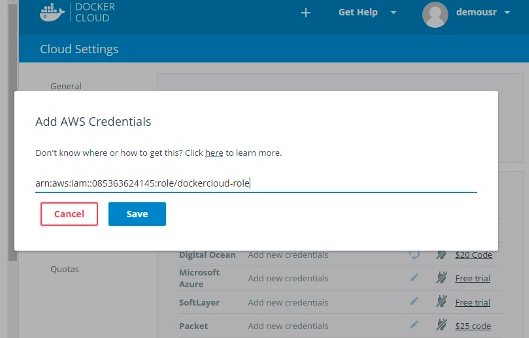 DOCKER
CLOUD
+ Get Help demousr
Cloud Settings
General
Add AWS Credentials
Don't know where or how to get this? Click here to learn more.
arn:aws:iam::085363624145:role/dockercloud-role
Cancel Save
Digital Ocean Add new credentials $20 Code
Microsoft
Azure Add new credentials Free trial
SoftLayer Add new credentials Free trial
Quotas
Packet Add new credentials $25 code